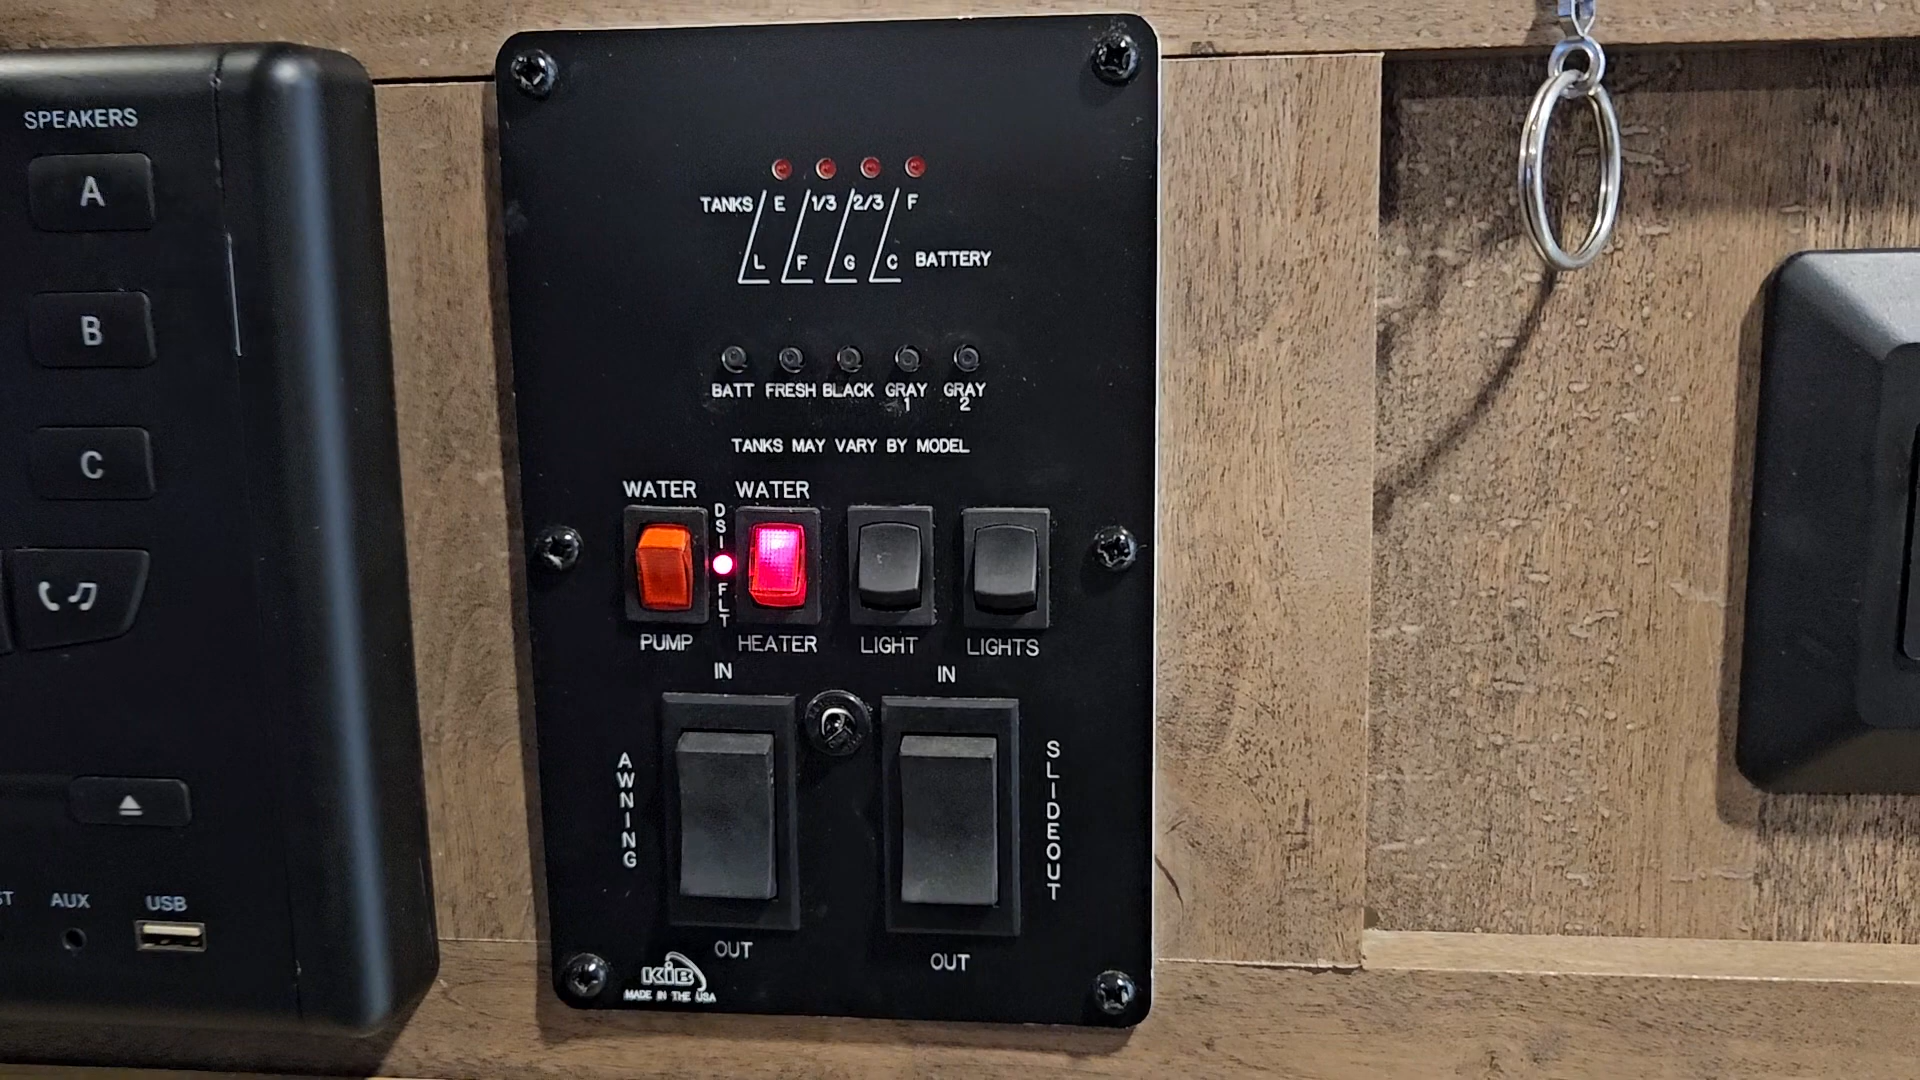 SPEAKERS
A
B
C
AUX
USB
TANKS E 1/3 2/3 F
L F G C BATTERY
BATT FRESH BLACK GRAY 1 GRAY 2
TANKS MAY VARY BY MODEL
WATER
PUMP
DSI
FLT
WATER
HEATER
LIGHT
LIGHTS
IN
AWNING
OUT
IN
SLIDEOUT
OUT
KIB
MADE IN THE USA